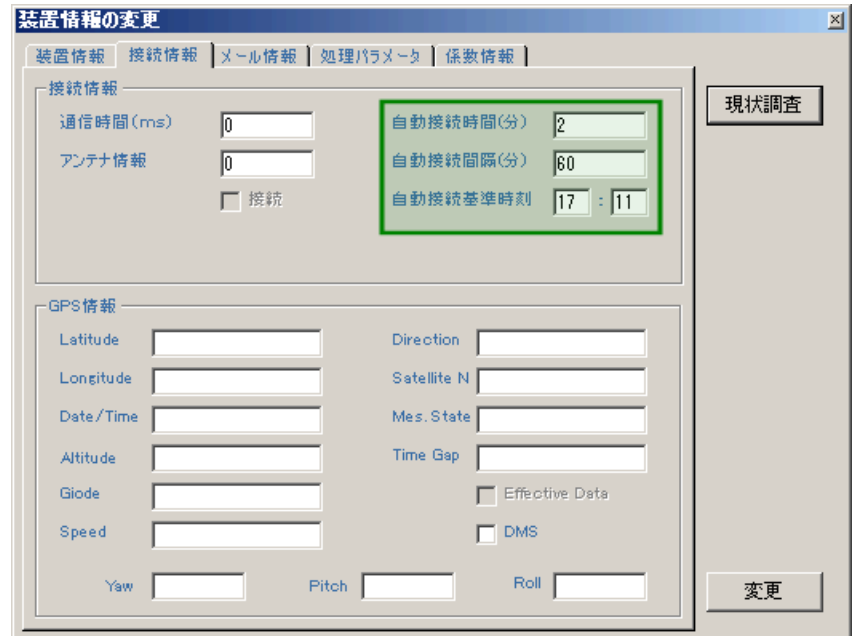 装置情報の変更
装置情報 接続情報 メール情報 処理パラメータ 係数情報
接続情報
通信時間(ms) 0
自動接続時間(分) 2
アンテナ情報 0
自動接続間隔(分) 60
接続
自動接続基準時刻 17 : 11
現状調査
GPS情報
Latitude
Direction
Longitude
Satellite N
Date/Time
Mes.State
Altitude
Time Gap
Giode
Effective Data
Speed
DMS
Yaw
Pitch
Roll
変更